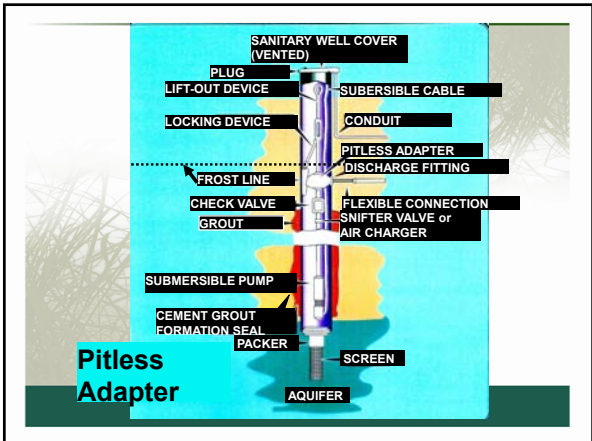 SANITARY WELL COVER
(VENTED)
PLUG
LIFT-OUT DEVICE
SUBERSIBLE CABLE
LOCKING DEVICE
CONDUIT
PITLESS ADAPTER
DISCHARGE FITTING
FROST LINE
CHECK VALVE
FLEXIBLE CONNECTION
GROUT
SNIFTER VALVE or
AIR CHARGER
SUBMERSIBLE PUMP
CEMENT GROUT
FORMATION SEAL
PACKER
SCREEN
Pitless
Adapter
AQUIFER